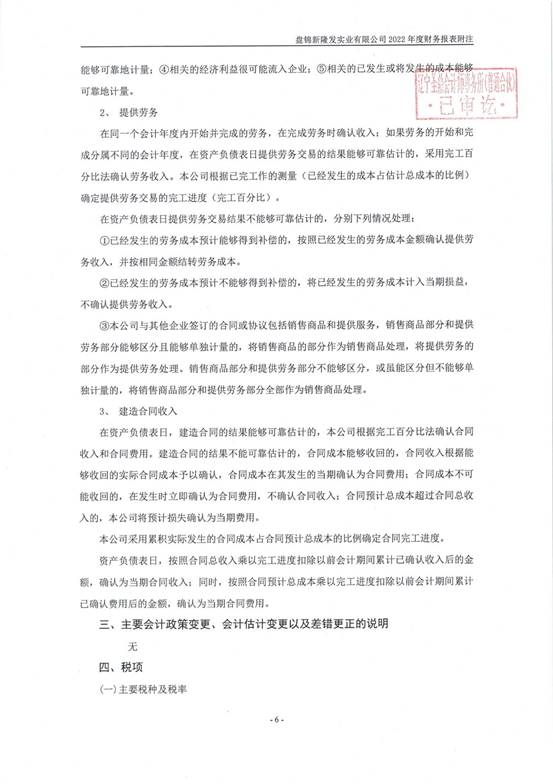 盘锦新隆发实业有限公司 2022 年度财务报表附注
能够可靠地计量；④相关的经济利益很可能流入企业；⑤相关的已发生或将发生的成本能够
可靠地计量。
已审讫
2、 提供劳务
在同一个会计年度内开始并完成的劳务，在完成劳务时确认收入；如果劳务的开始和完
成分属不同的会计年度，在资产负债表日提供劳务交易的结果能够可靠估计的，采用完工百
分比法确认劳务收入。本公司根据已完工作的测量（已经发生的成本占估计总成本的比例）
确定提供劳务交易的完工进度（完工百分比）。
在资产负债表日提供劳务交易结果不能够可靠估计的，分别下列情况处理：
①已经发生的劳务成本预计能够得到补偿的，按照已经发生的劳务成本金额确认提供劳
务收入，并按相同金额结转劳务成本。
②已经发生的劳务成本预计不能够得到补偿的，将已经发生的劳务成本计入当期损益，
不确认提供劳务收入。
③本公司与其他企业签订的合同或协议包括销售商品和提供服务，销售商品部分和提供
劳务部分能够区分且能够单独计量的，将销售商品的部分作为销售商品处理，将提供劳务的
部分作为提供劳务处理。销售商品部分和提供劳务部分不能够区分，或虽能区分但不能够单
独计量的，将销售商品部分和提供劳务部分全部作为销售商品处理。
3、 建造合同收入
在资产负债表日，建造合同的结果能够可靠估计的，本公司根据完工百分比法确认合同
收入和合同费用。建造合同的结果不能可靠估计的，合同成本能够收回的，合同收入根据能
够收回的实际合同成本予以确认，合同成本在其发生的当期确认为合同费用；合同成本不可
能收回的，在发生时立即确认为合同费用，不确认合同收入；合同预计总成本超过合同总收
入的，本公司将预计损失确认为当期费用。
本公司采用累积实际发生的合同成本占合同预计总成本的比例确定合同完工进度。
资产负债表日，按照合同总收入乘以完工进度扣除以前会计期间累计已确认收入后的金
额，确认为当期合同收入；同时，按照合同预计总成本乘以完工进度扣除以前会计期间累计
已确认费用后的金额，确认为当期合同费用。
三、主要会计政策变更、会计估计变更以及差错更正的说明
无
四、税项
(一)主要税种及税率
- 6 -